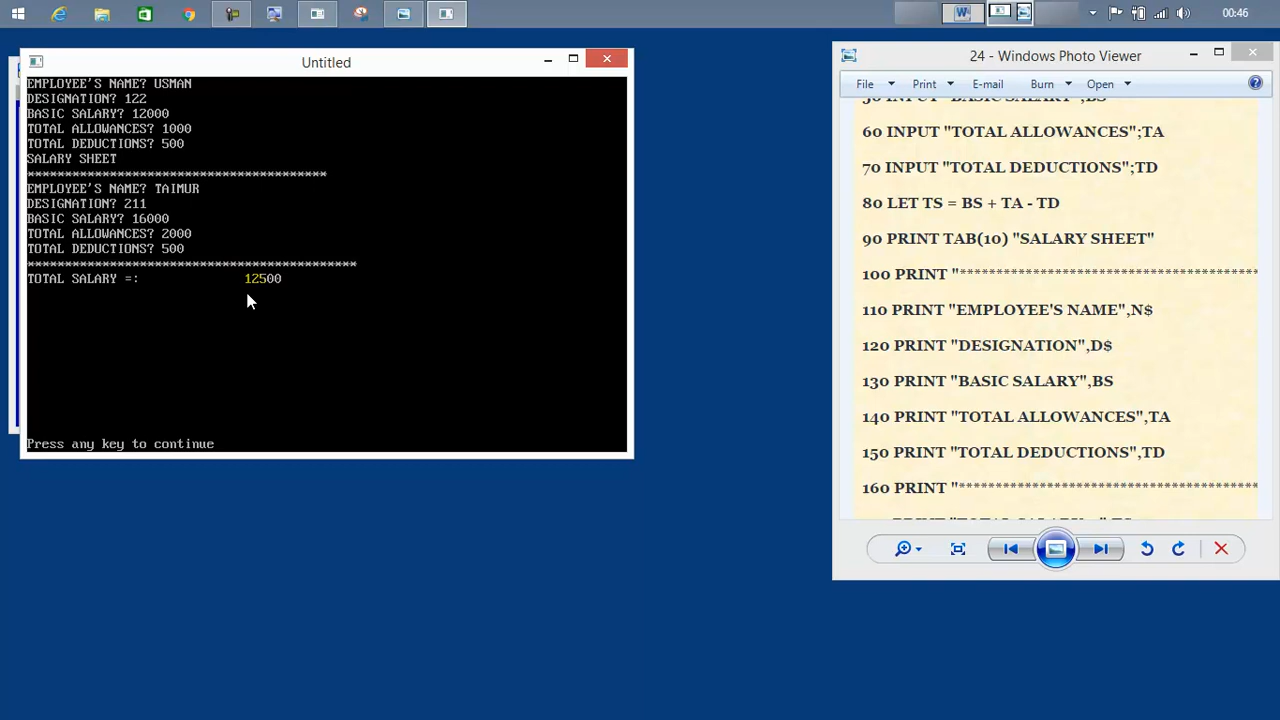 00:46
Untitled
EMPLOYEE'S NAME? USMAN
DESIGNATION? 122
BASIC SALARY? 12000
TOTAL ALLOWANCES? 1000
TOTAL DEDUCTIONS? 500
SALARY SHEET
****************************************
EMPLOYEE'S NAME? TAIMUR
DESIGNATION? 211
BASIC SALARY? 16000
TOTAL ALLOWANCES? 2000
TOTAL DEDUCTIONS? 500
********************************************
TOTAL SALARY =: 12500
Press any key to continue
24 - Windows Photo Viewer
File Print E-mail Burn Open
60 INPUT "TOTAL ALLOWANCES";TA
70 INPUT "TOTAL DEDUCTIONS";TD
80 LET TS = BS + TA - TD
90 PRINT TAB(10) "SALARY SHEET"
100 PRINT "****************************************
110 PRINT "EMPLOYEE'S NAME",N$
120 PRINT "DESIGNATION",D$
130 PRINT "BASIC SALARY",BS
140 PRINT "TOTAL ALLOWANCES",TA
150 PRINT "TOTAL DEDUCTIONS",TD
160 PRINT "****************************************